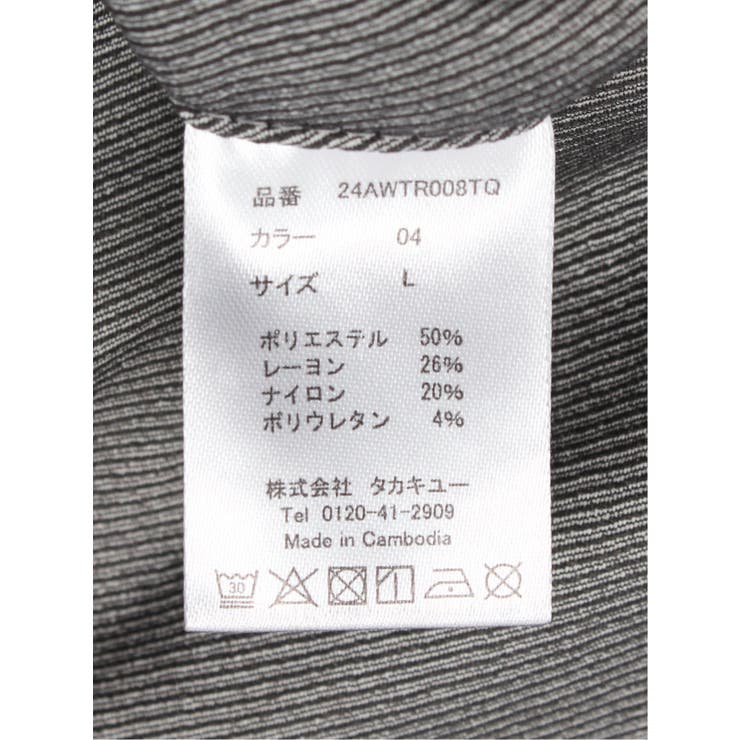 品番 24AWTR008TQ
カラー 04
サイズ L
ポリエステル 50%
レーヨン 26%
ナイロン 20%
ポリウレタン 4%
株式会社 タカキユー
Tel 0120-41-2909
Made in Cambodia
30